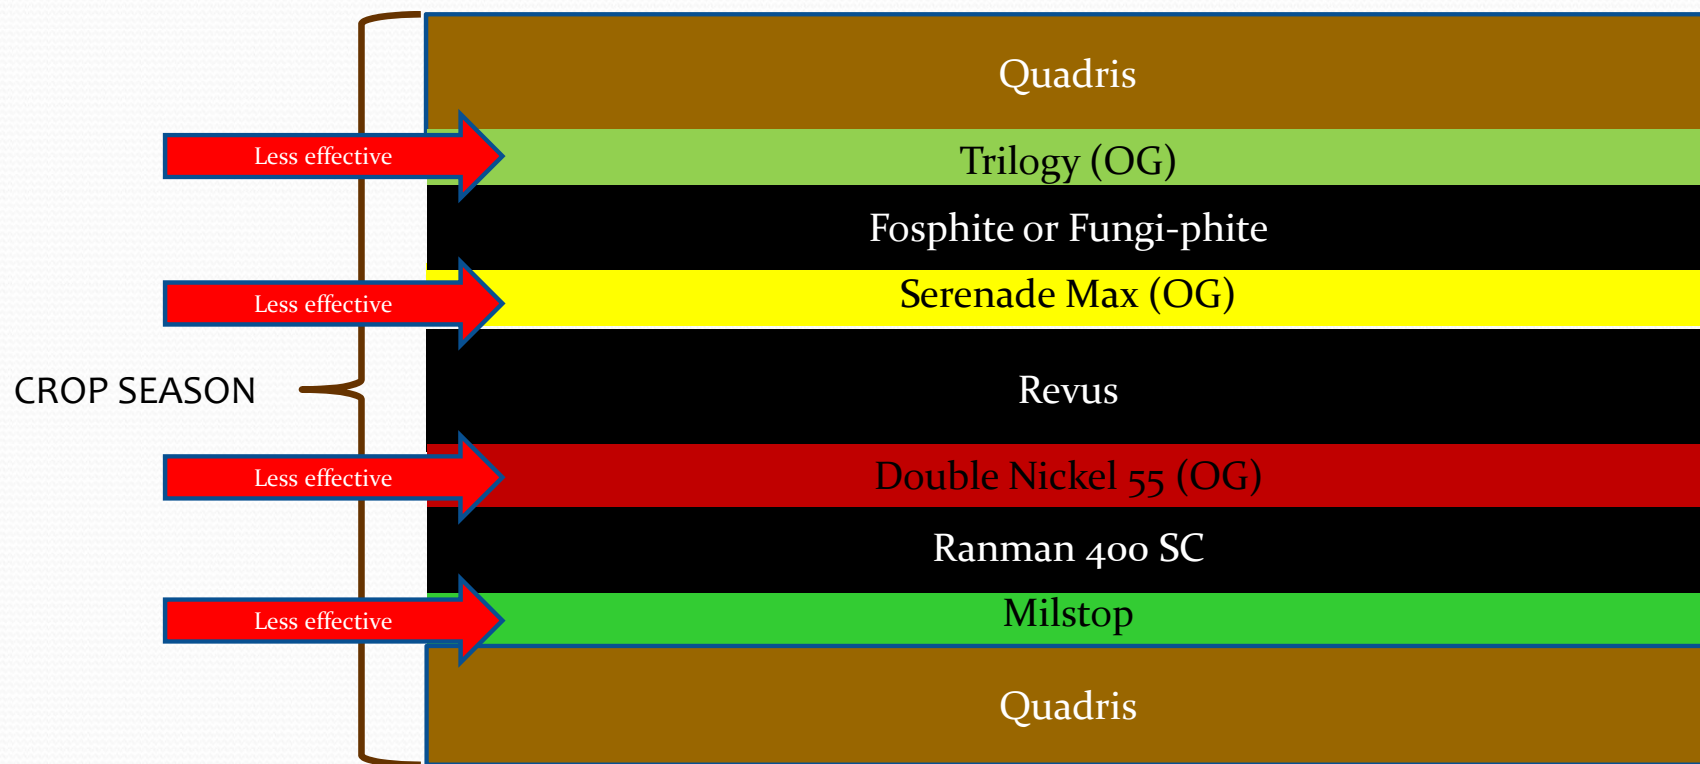 Quadris
Less effective
Trilogy (OG)
Fosphite or Fungi-phite
Less effective
Serenade Max (OG)
CROP SEASON
Revus
Less effective
Double Nickel 55 (OG)
Ranman 400 SC
Less effective
Milstop
Quadris